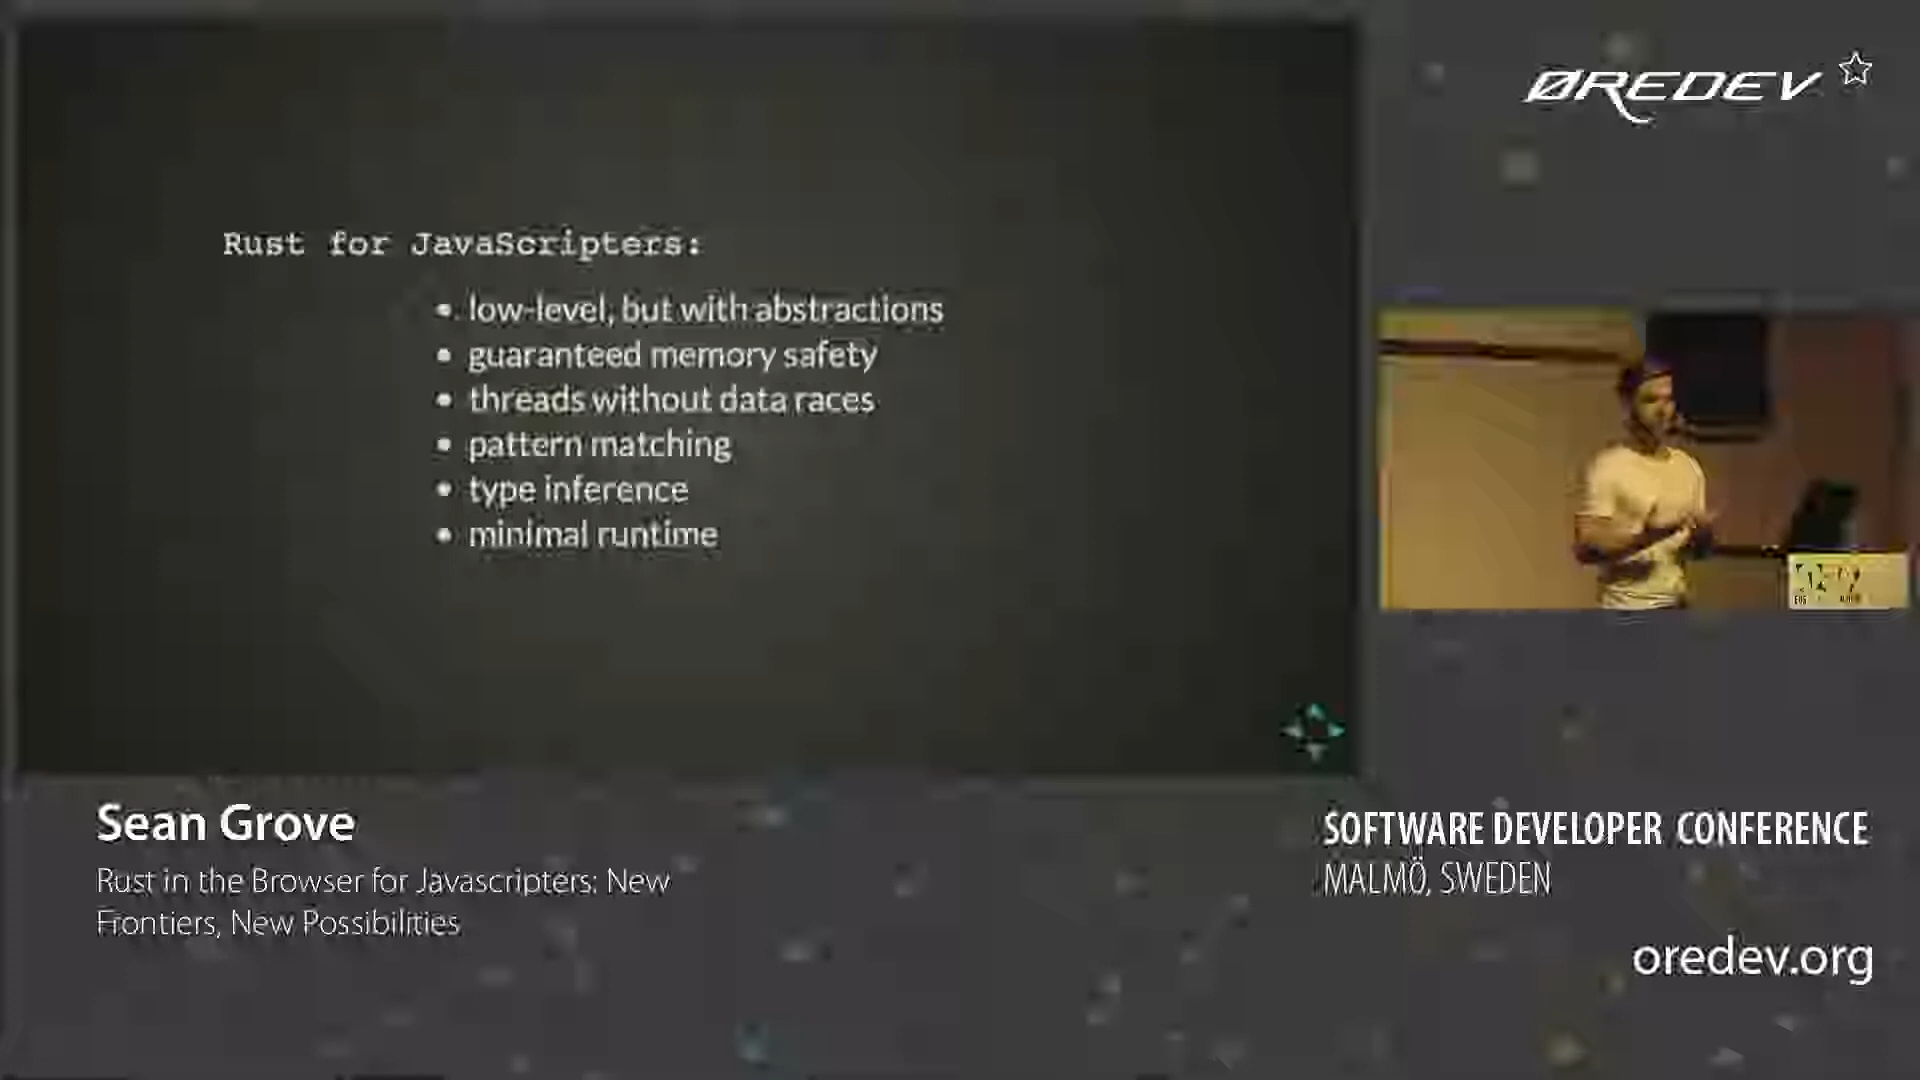 ØREDEV
Rust for JavaScripters:
• low-level, but with abstractions
• guaranteed memory safety
• threads without data races
• pattern matching
• type inference
• minimal runtime
Sean Grove
Rust in the Browser for Javascripters: New
Frontiers, New Possibilities
SOFTWARE DEVELOPER CONFERENCE
MALMÖ, SWEDEN
oredev.org